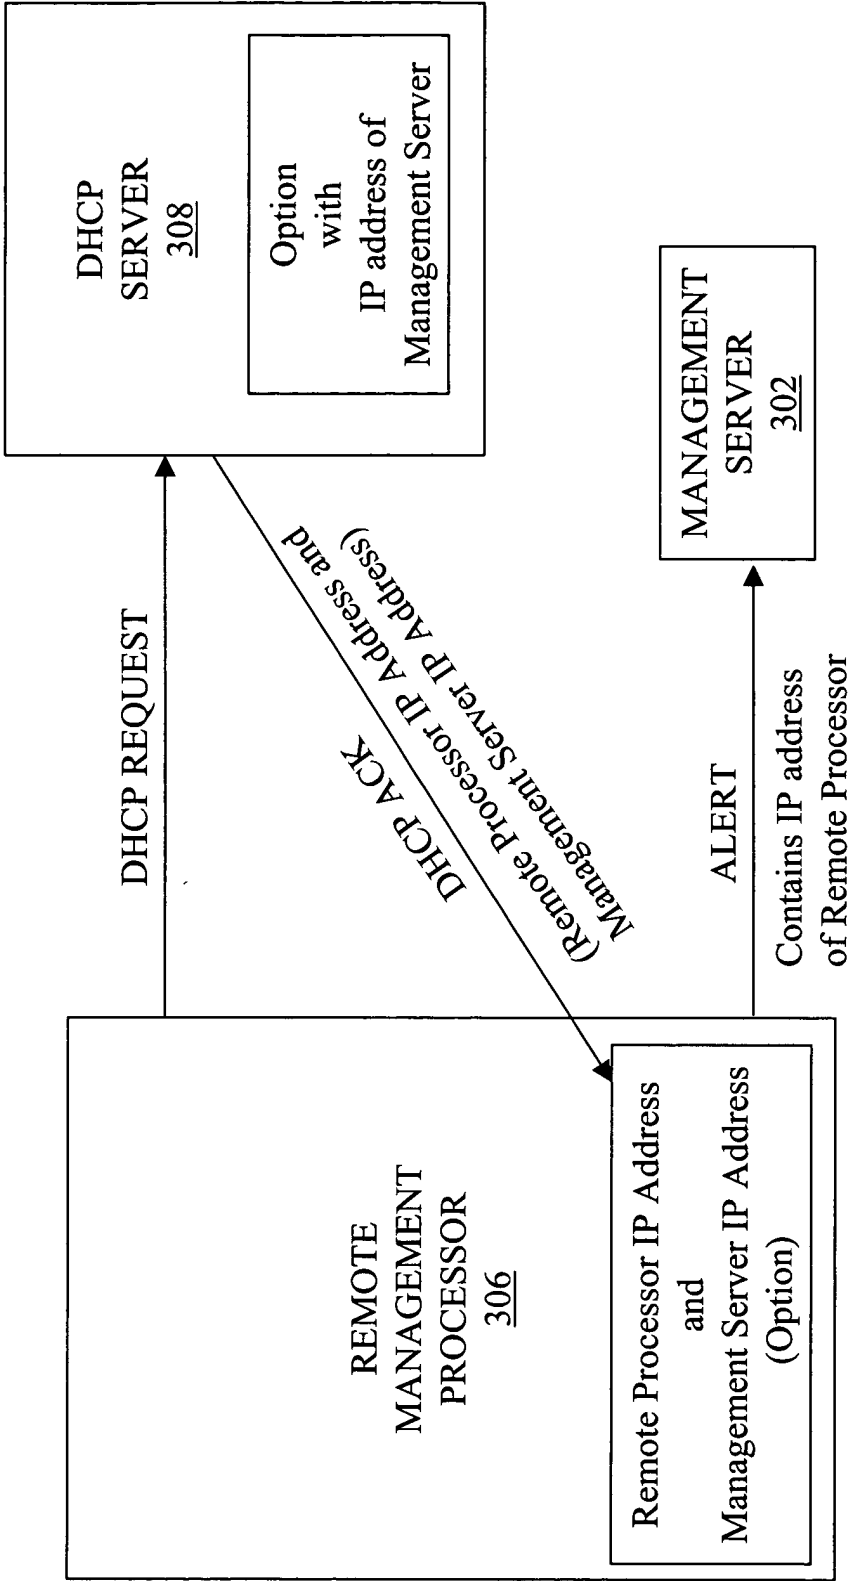 REMOTE
MANAGEMENT
PROCESSOR
306
Remote Processor IP Address
and
Management Server IP Address
(Option)
DHCP REQUEST
DHCP ACK
(Remote Processor IP Address and
Management Server IP Address)
ALERT
Contains IP address
of Remote Processor
DHCP
SERVER
308
Option
with
IP address of
Management Server
MANAGEMENT
SERVER
302